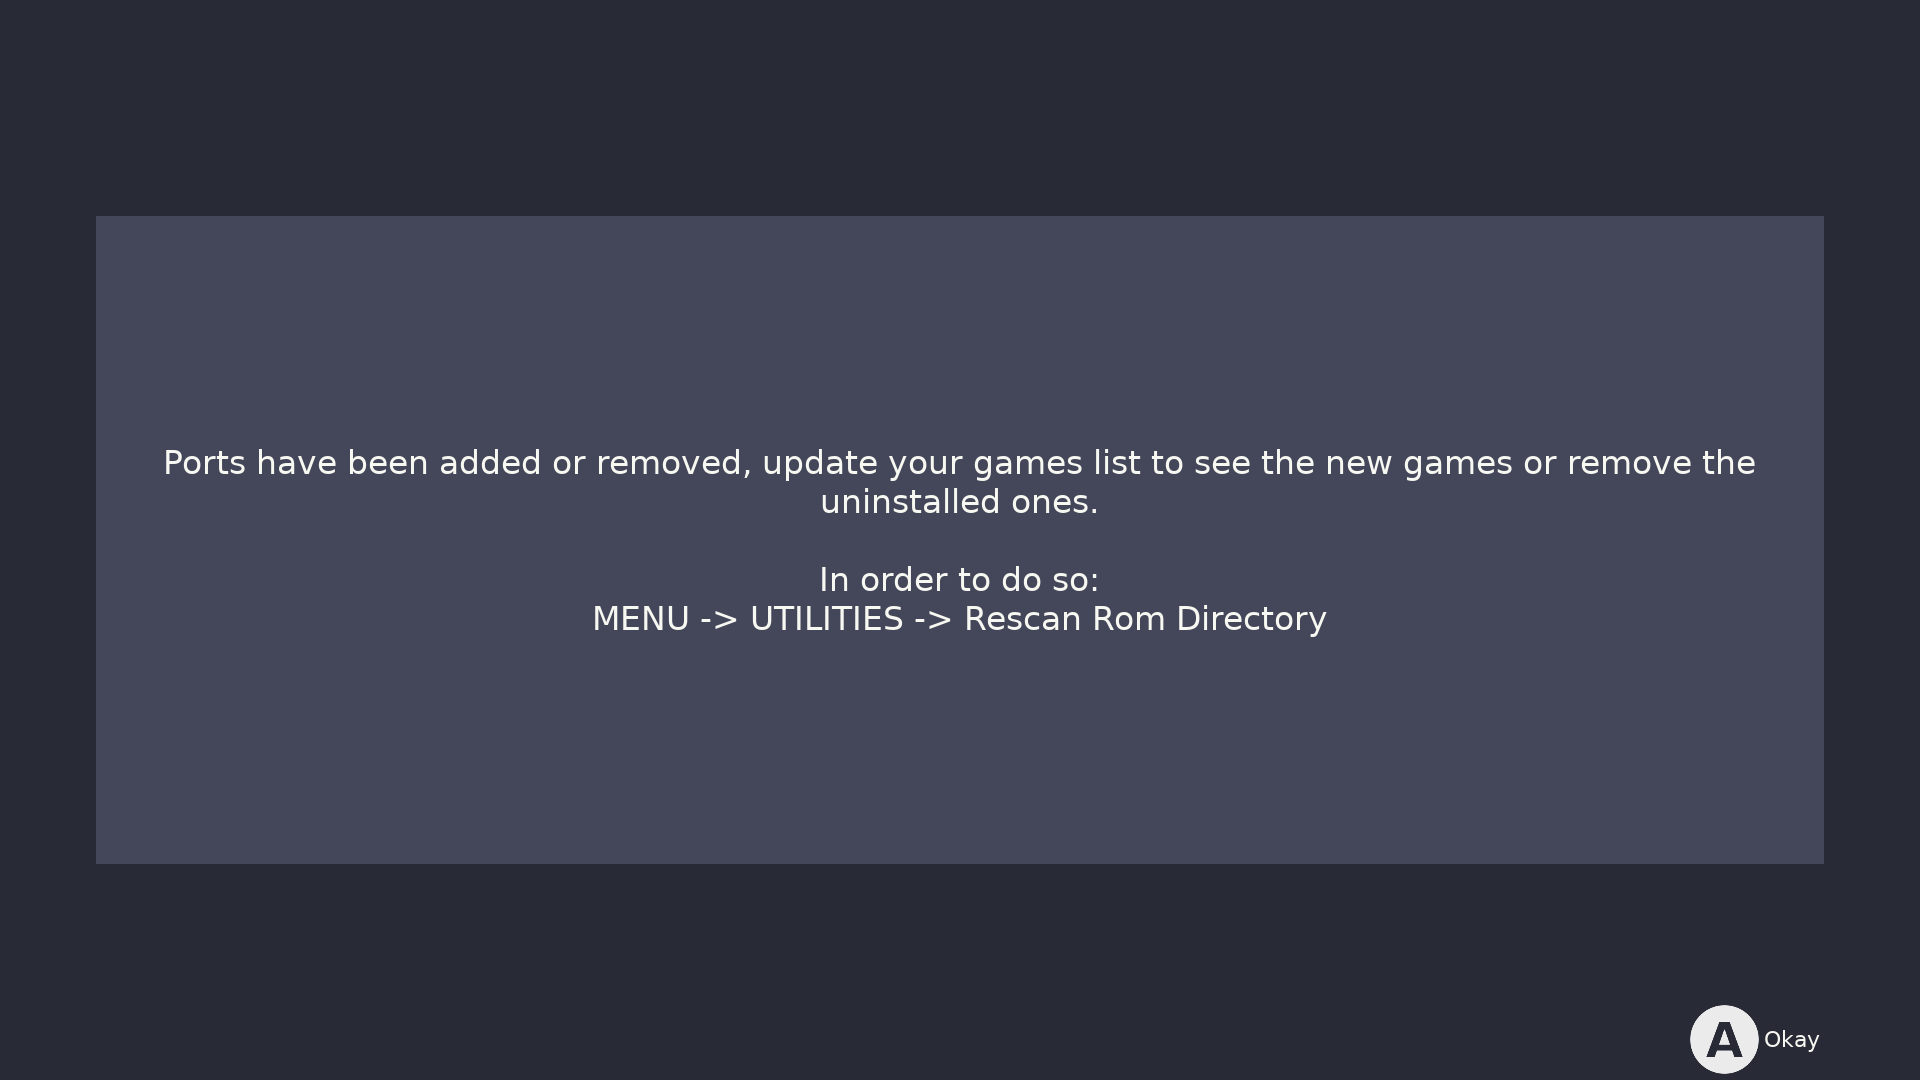 Ports have been added or removed, update your games list to see the new games or remove the
uninstalled ones.
In order to do so:
MENU -> UTILITIES -> Rescan Rom Directory
A Okay